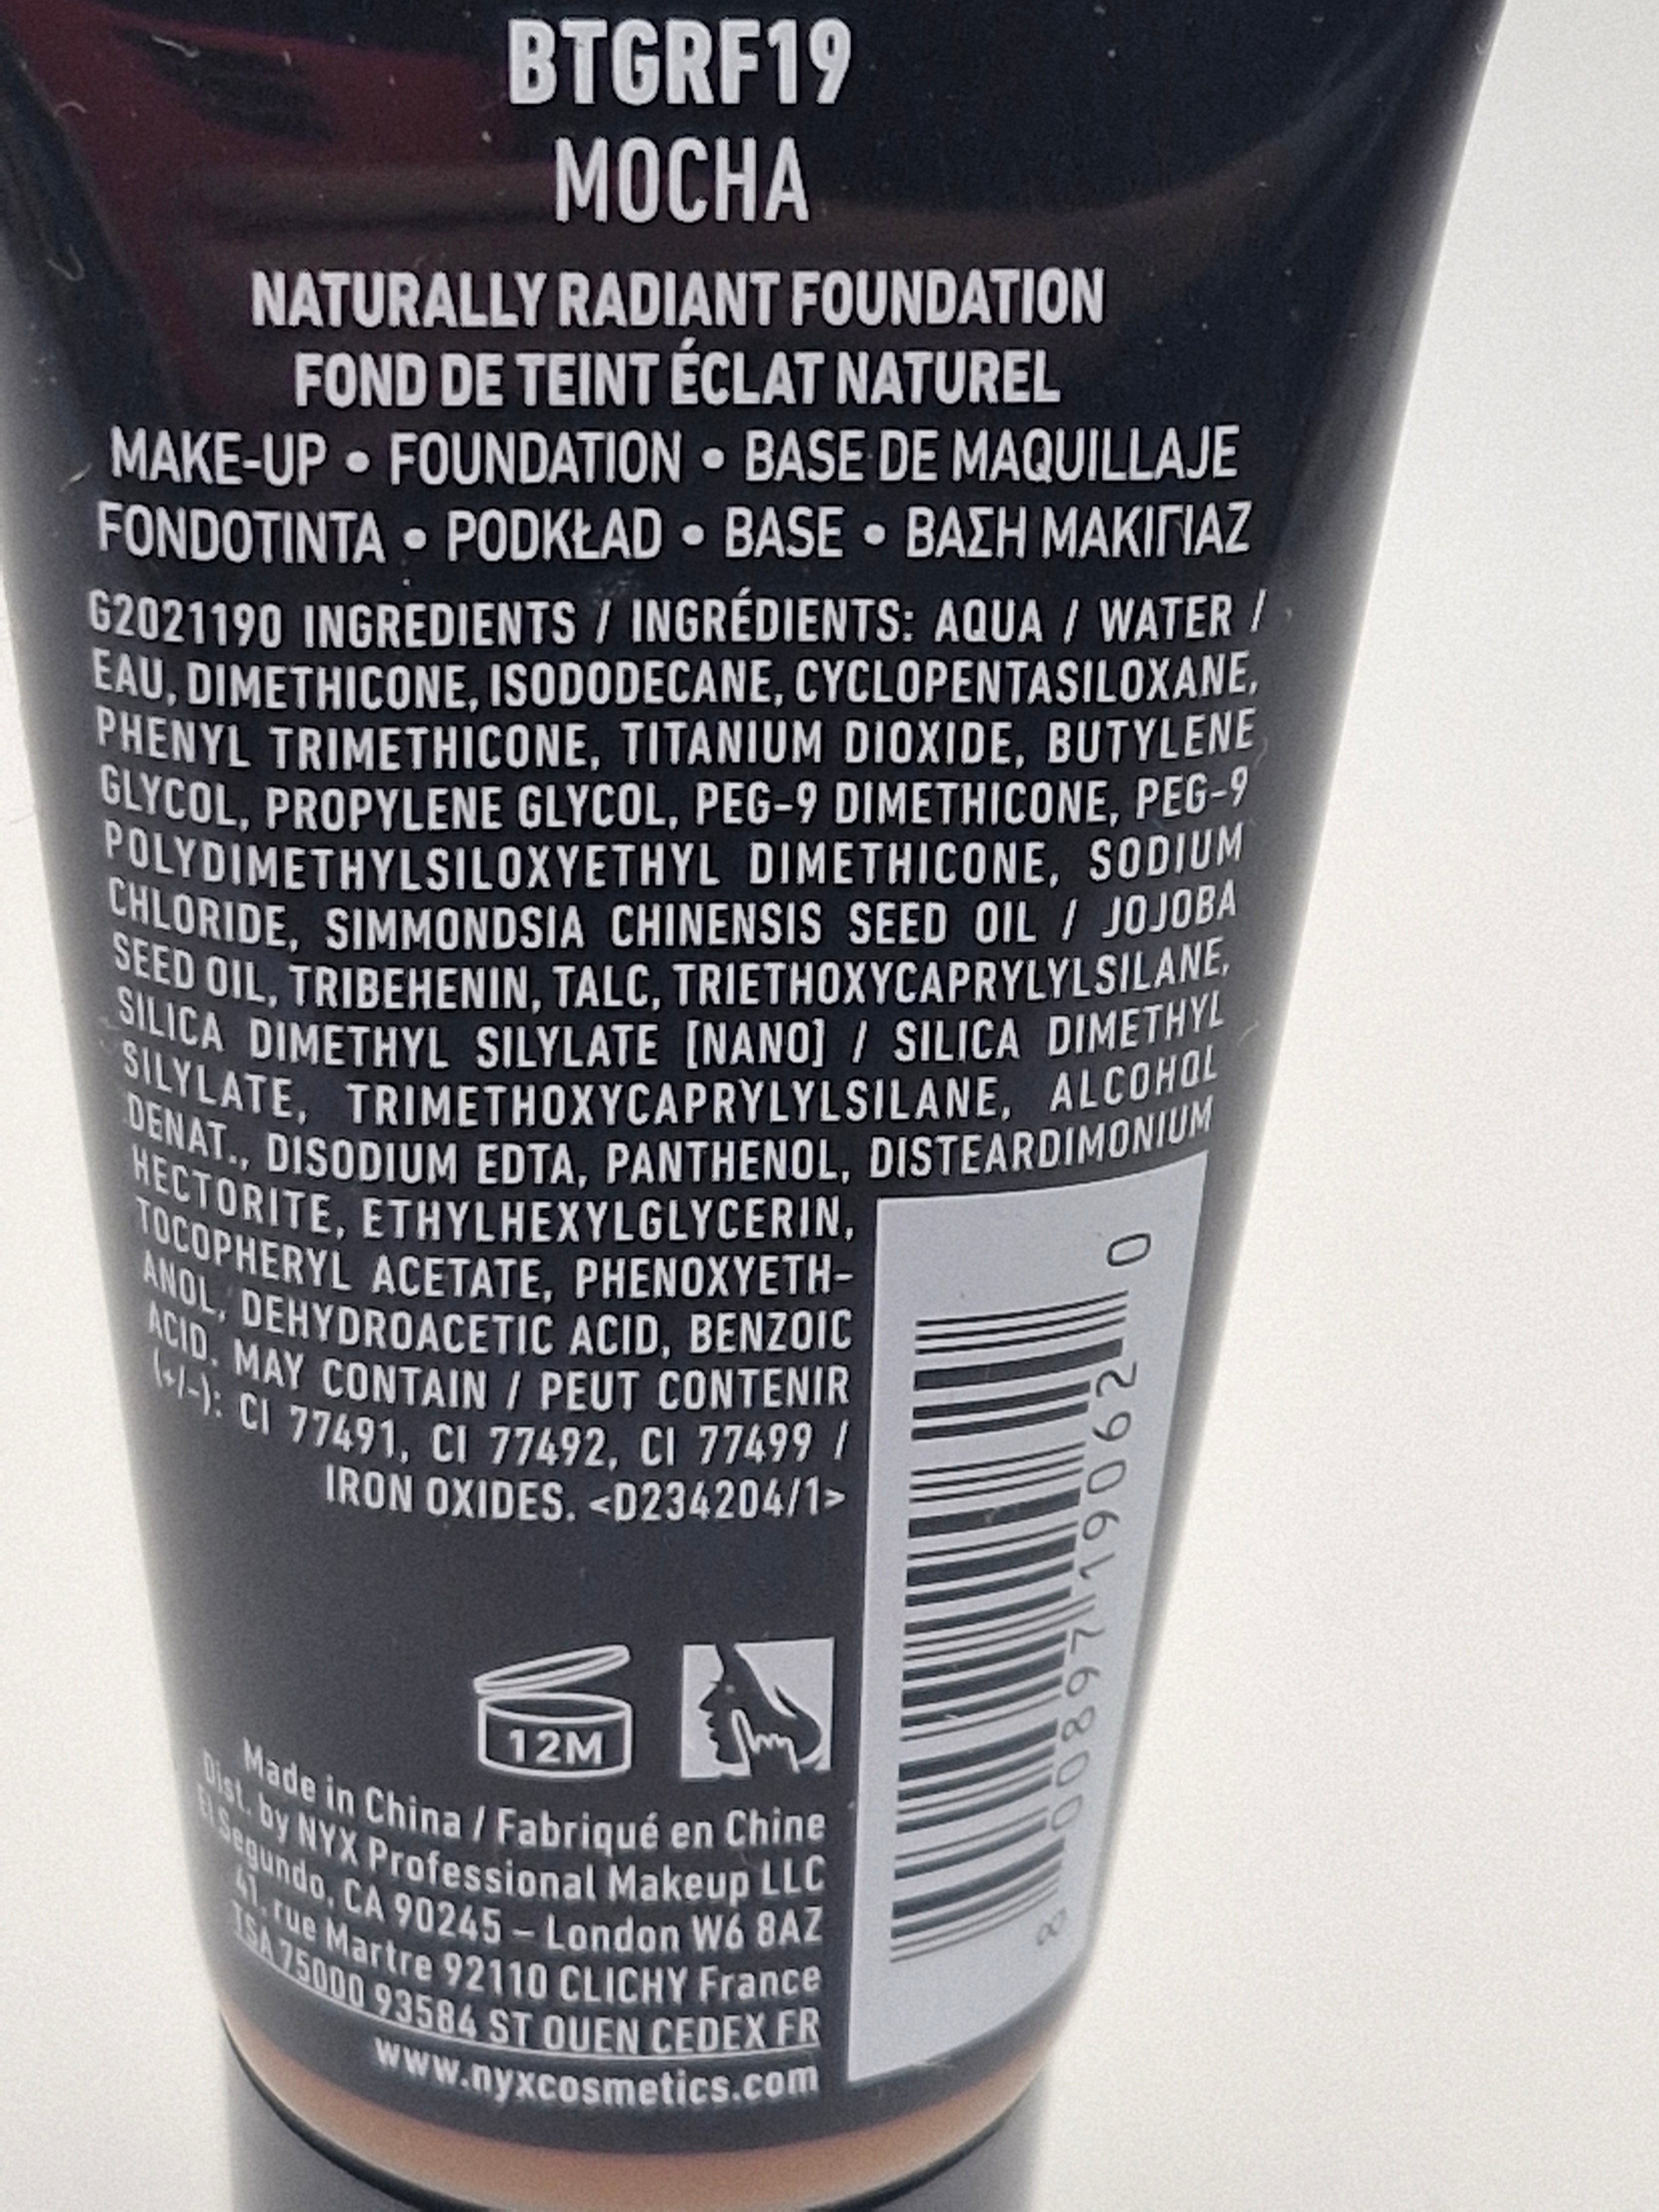 BTGRF19
MOCHA
NATURALLY RADIANT FOUNDATION
FOND DE TEINT ÉCLAT NATUREL
MAKE-UP • FOUNDATION • BASE DE MAQUILLAJE
FONDOTINTA • PODKŁAD • BASE • ΒΑΣΗ ΜΑΚΙΓΙΑΖ
G2021190 INGREDIENTS / INGRÉDIENTS: AQUA / WATER /
EAU, DIMETHICONE, ISODODECANE, CYCLOPENTASILOXANE,
PHENYL TRIMETHICONE, TITANIUM DIOXIDE, BUTYLENE
GLYCOL, PROPYLENE GLYCOL, PEG-9 DIMETHICONE, PEG-9
POLYDIMETHYLSILOXYETHYL DIMETHICONE, SODIUM
CHLORIDE, SIMMONDSIA CHINENSIS SEED OIL / JOJOBA
SEED OIL, TRIBEHENIN, TALC, TRIETHOXYCAPRYLYLSILANE,
SILICA DIMETHYL SILYLATE [NANO] / SILICA DIMETHYL
SILYLATE, TRIMETHOXYCAPRYLYLSILANE, ALCOHOL
DENAT., DISODIUM EDTA, PANTHENOL, DISTEARDIMONIUM
HECTORITE, ETHYLHEXYLGLYCERIN,
TOCOPHERYL ACETATE, PHENOXYETH-
ANOL, DEHYDROACETIC ACID, BENZOIC
ACID. MAY CONTAIN / PEUT CONTENIR
(+/-): CI 77491, CI 77492, CI 77499 /
IRON OXIDES. <D234204/1>
12M
Made in China / Fabriqué en Chine
Dist. by NYX Professional Makeup LLC
El Segundo, CA 90245 – London W6 8AZ
41, rue Martre 92110 CLICHY France
TSA 75000 93584 ST OUEN CEDEX FR
www.nyxcosmetics.com
8 00897 19062 0